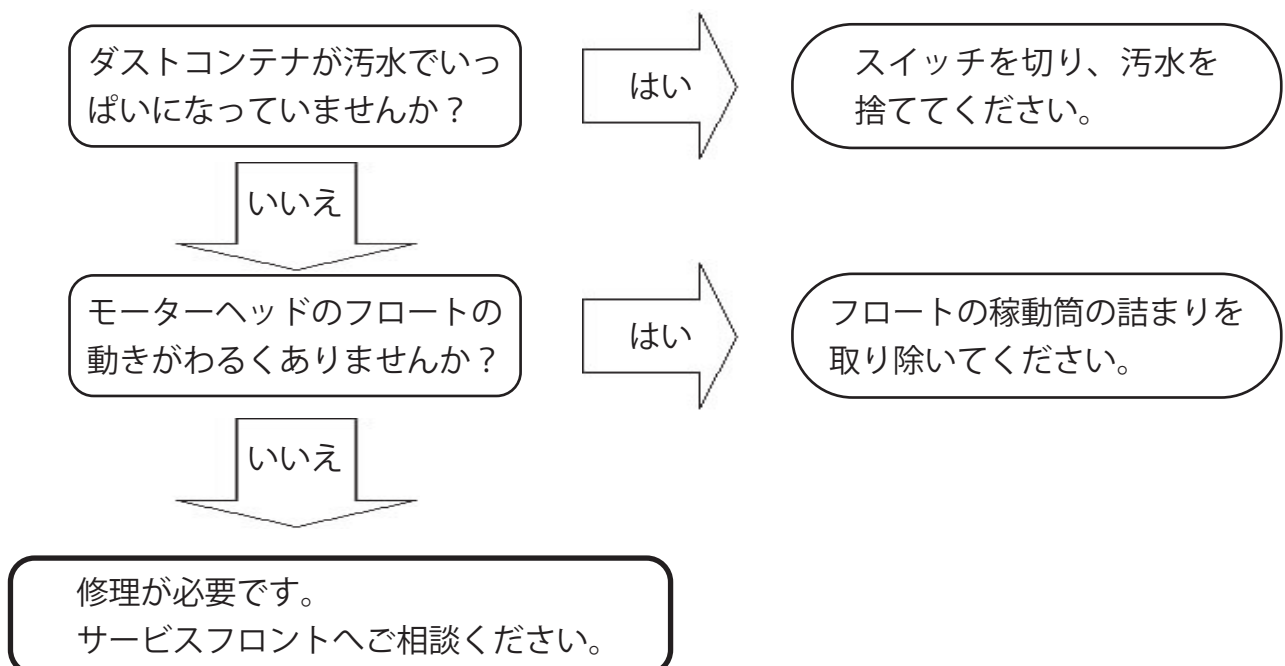 ダストコンテナが汚水でいっ
ぱいになっていませんか？
はい
スイッチを切り、汚水を
捨ててください。
いいえ
モーターヘッドのフロートの
動きがわるくありませんか？
はい
フロートの稼動筒の詰まりを
取り除いてください。
いいえ
修理が必要です。
サービスフロントへご相談ください。